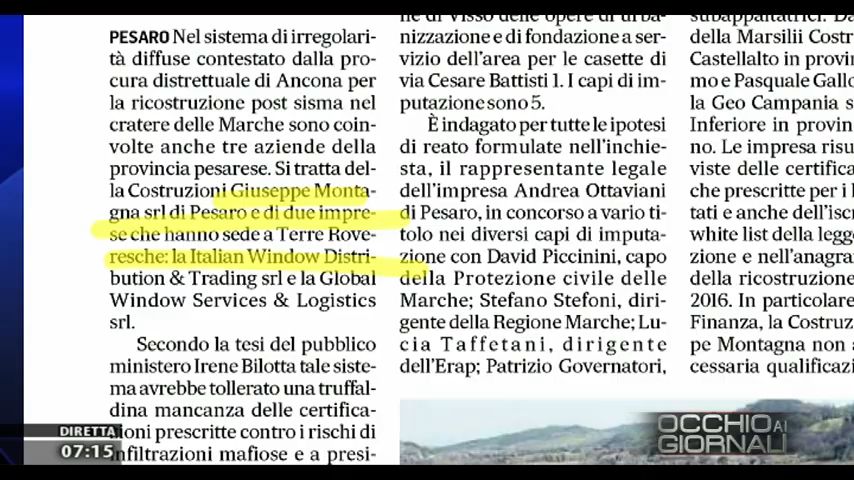 PESARO Nel sistema di irregolari-
tà diffuse contestato dalla pro-
cura distrettuale di Ancona per
la ricostruzione post sisma nel
cratere delle Marche sono coin-
volte anche tre aziende della
provincia pesarese. Si tratta del-
la Costruzioni Giuseppe Monta-
gna srl di Pesaro e di due impre-
se che hanno sede a Terre Rove-
resche: la Italian Window Distri-
bution & Trading srl e la Global
Window Services & Logistics
srl.
Secondo la tesi del pubblico
ministero Irene Bilotta tale siste-
ma avrebbe tollerato una truffal-
dina mancanza delle certifica-
zioni prescritte contro i rischi di
infiltrazioni mafiose e a presi-
ne di Visso delle opere di urba-
nizzazione e di fondazione a ser-
vizio dell'area per le casette di
via Cesare Battisti 1. I capi di im-
putazione sono 5.
È indagato per tutte le ipotesi
di reato formulate nell'inchie-
sta, il rappresentante legale
dell'impresa Andrea Ottaviani
di Pesaro, in concorso a vario ti-
tolo nei diversi capi di imputa-
zione con David Piccinini, capo
della Protezione civile delle
Marche; Stefano Stefoni, diri-
gente della Regione Marche; Lu-
cia Taffetani, dirigente
dell'Erap; Patrizio Governatori,
subappaltatrici. Da
della Marsilii Costr
Castellalto in provin
mo e Pasquale Gallo
la Geo Campania s
Inferiore in provin
no. Le impresa risu
viste delle certifica
che prescritte per i l
tati e anche dell'isc
white list della legge
zione e nell'anagra
della ricostruzione
2016. In particolare
Finanza, la Costruz
pe Montagna non a
cessaria qualificazi
DIRETTA
07:15
OCCHIO AI
GIORNALI